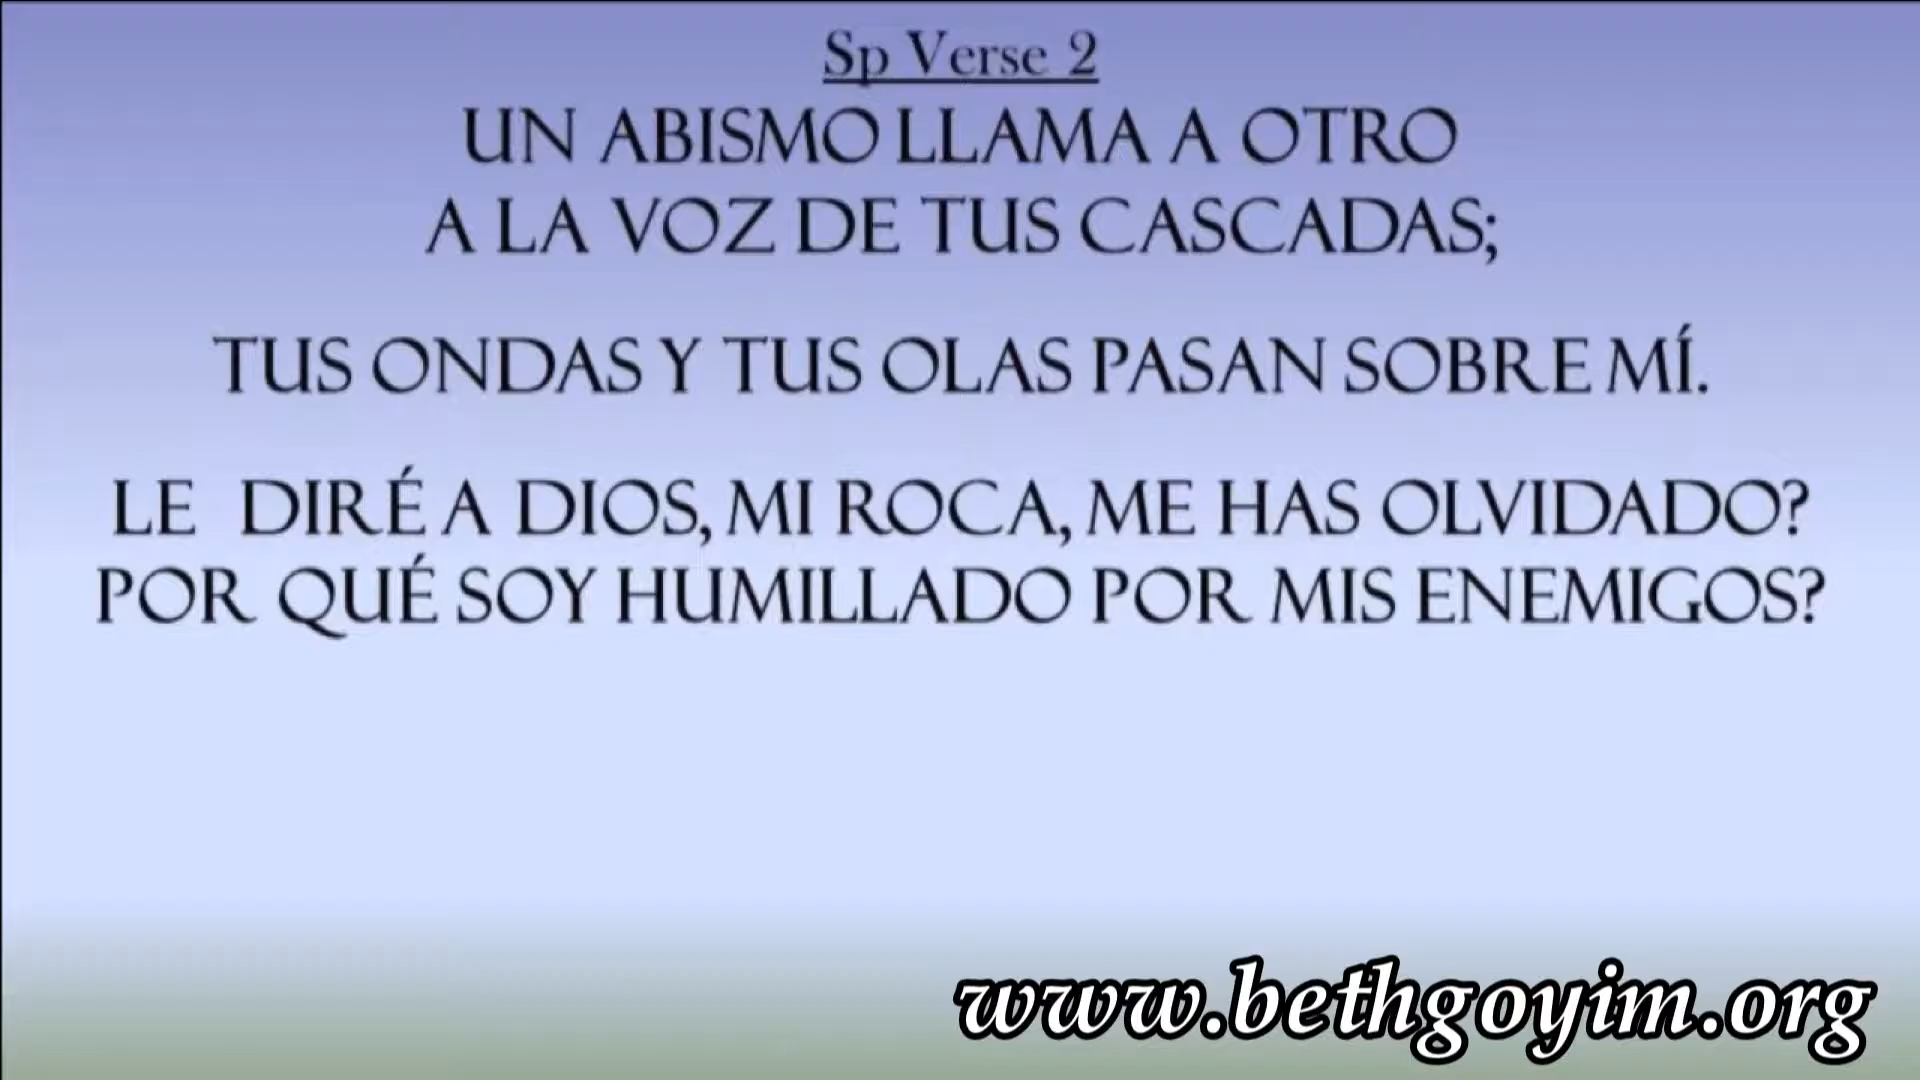 Sp Verse 2
UN ABISMO LLAMA A OTRO
A LA VOZ DE TUS CASCADAS;
TUS ONDAS Y TUS OLAS PASAN SOBRE MÍ.
LE DIRÉ A DIOS, MI ROCA, ME HAS OLVIDADO?
POR QUÉ SOY HUMILLADO POR MIS ENEMIGOS?
www.bethgoyim.org